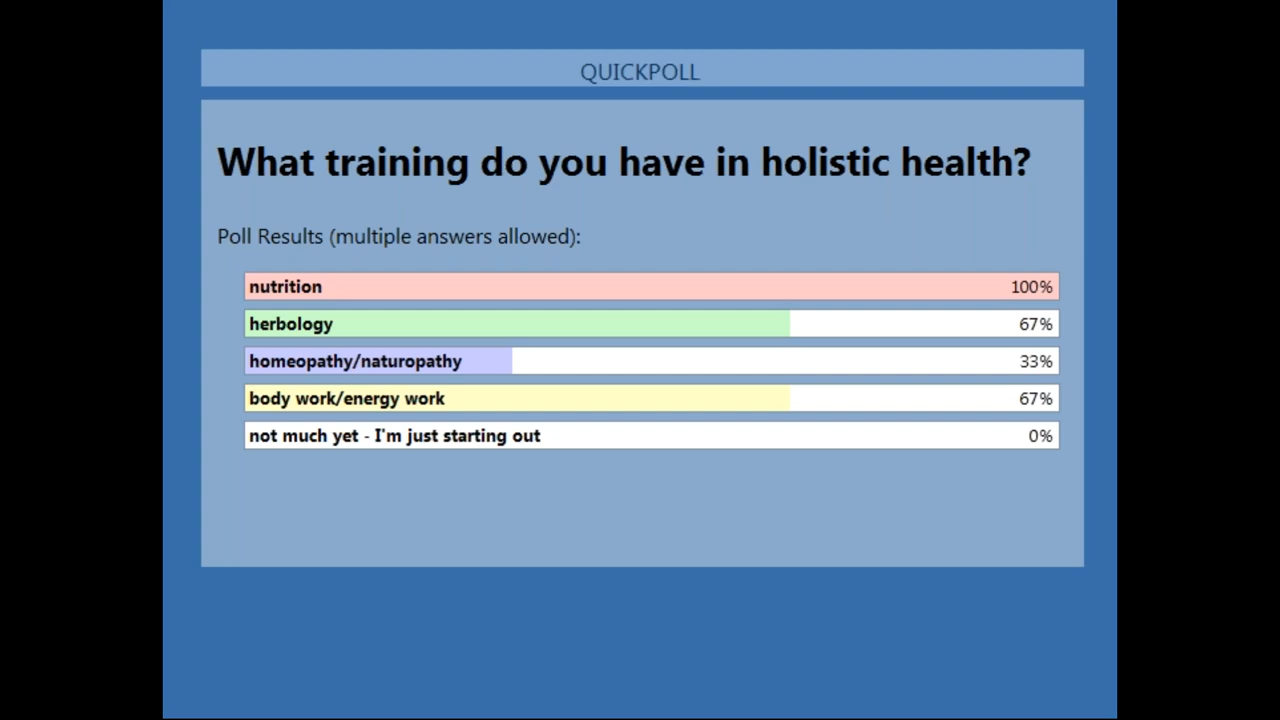 QUICKPOLL
What training do you have in holistic health?
Poll Results (multiple answers allowed):
nutrition 100%
herbology 67%
homeopathy/naturopathy 33%
body work/energy work 67%
not much yet - I'm just starting out 0%